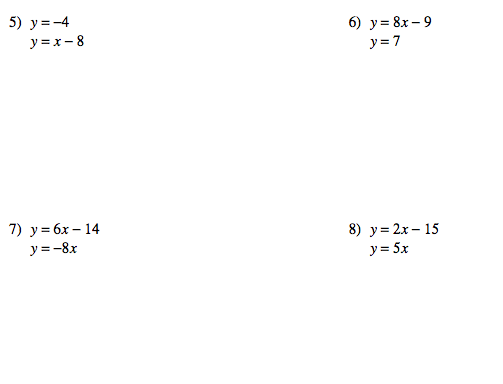 5) y = –4
y = x – 8
6) y = 8x – 9
y = 7
7) y = 6x – 14
y = –8x
8) y = 2x – 15
y = 5x